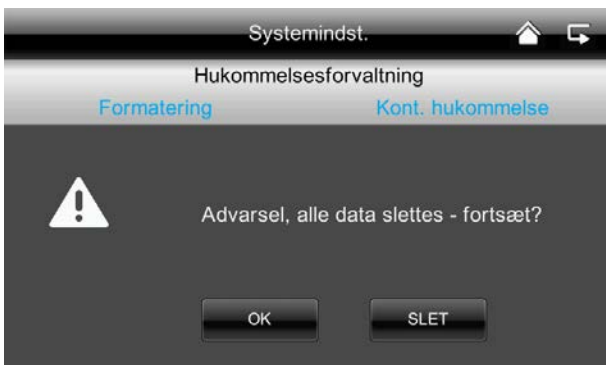 Systemindst.
Hukommelsesforvaltning
Formatering Kont. hukommelse
Advarsel, alle data slettes - fortsæt?
OK SLET